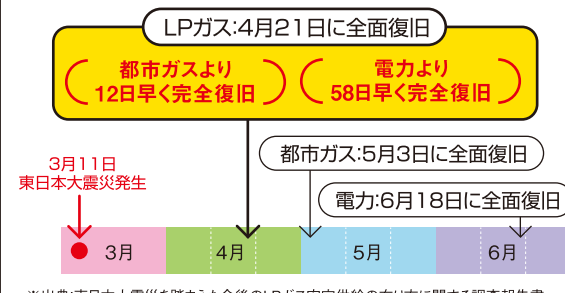 LPガス:4月21日に全面復旧
都市ガスより
12日早く完全復旧
電力より
58日早く完全復旧
都市ガス:5月3日に全面復旧
3月11日
東日本大震災発生
電力:6月18日に全面復旧
3月
4月
5月
6月